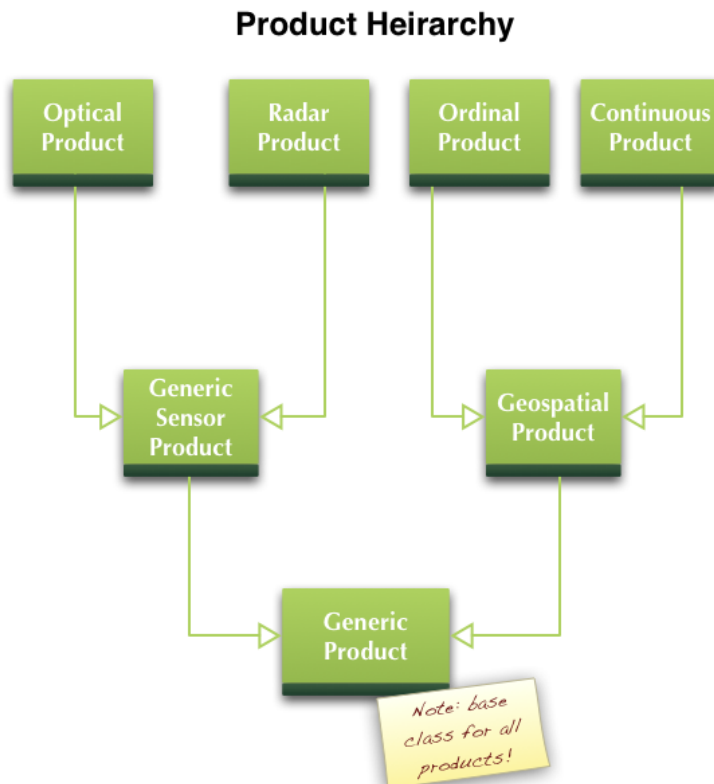 Product Heirarchy
Optical
Product
Radar
Product
Ordinal
Product
Continuous
Product
Generic
Sensor
Product
Geospatial
Product
Generic
Product
Note: base
class for all
products!